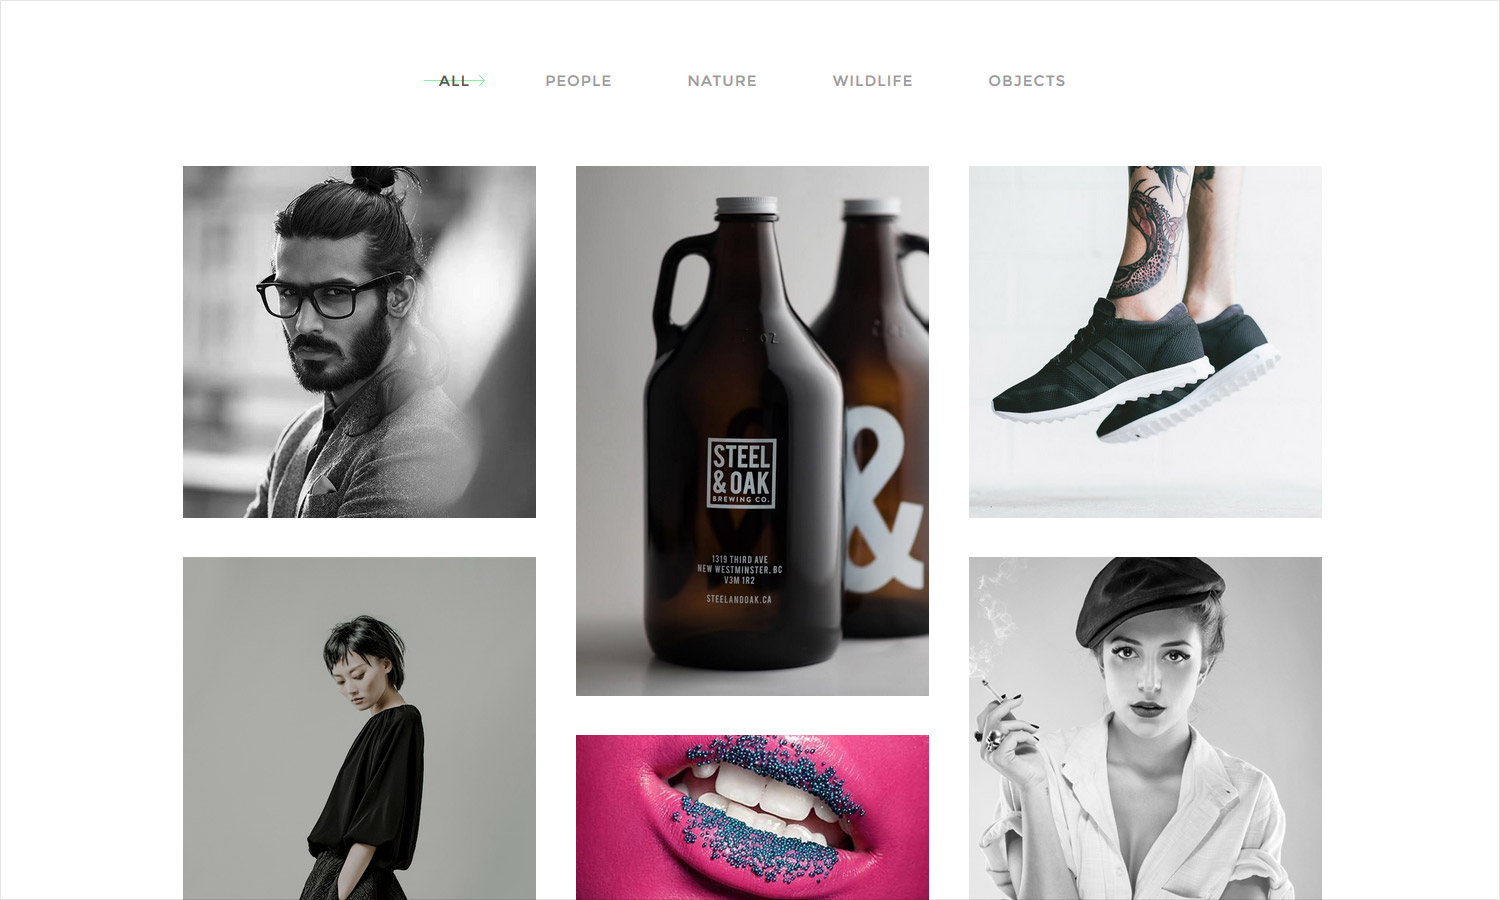 ALL
PEOPLE
NATURE
WILDLIFE
OBJECTS
OZ
STEEL
& OAK
BREWING CO.
1319 THIRD AVE
NEW WESTMINSTER, BC
V3M 1R2
STEELANDOAK.CA
&